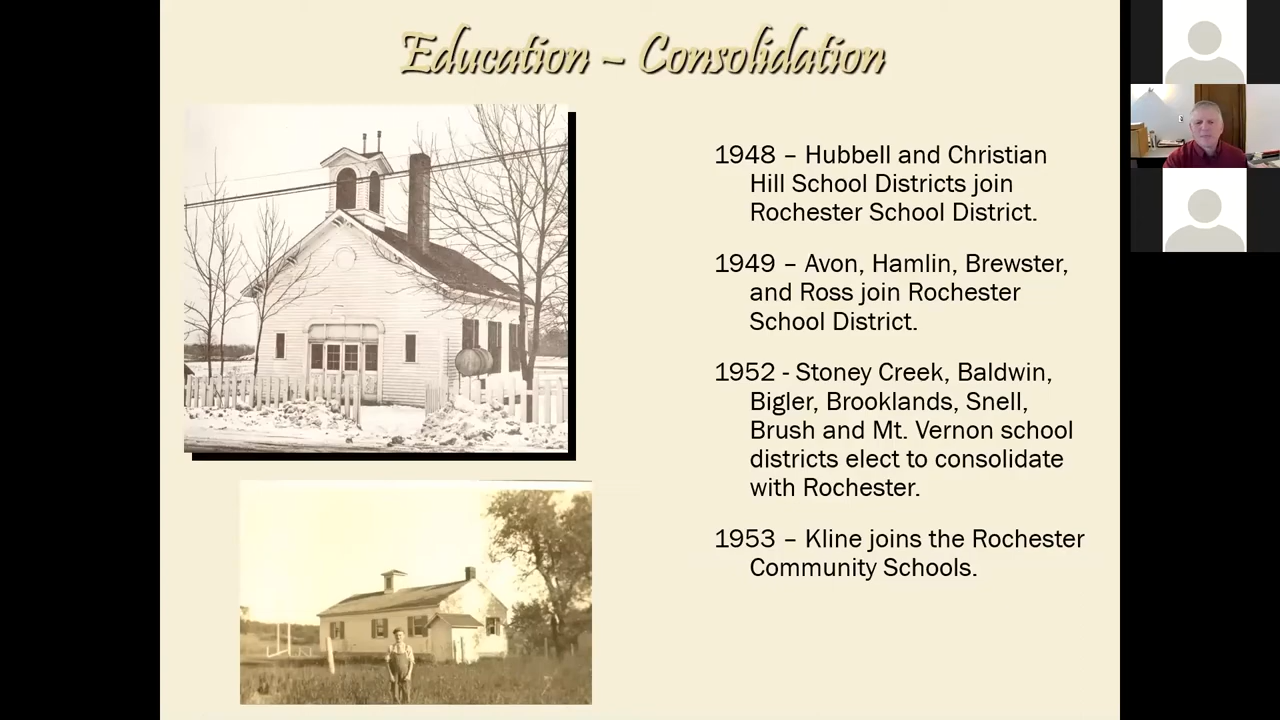 Education – Consolidation
1948 – Hubbell and Christian
Hill School Districts join
Rochester School District.
1949 – Avon, Hamlin, Brewster,
and Ross join Rochester
School District.
1952 - Stoney Creek, Baldwin,
Bigler, Brooklands, Snell,
Brush and Mt. Vernon school
districts elect to consolidate
with Rochester.
1953 – Kline joins the Rochester
Community Schools.